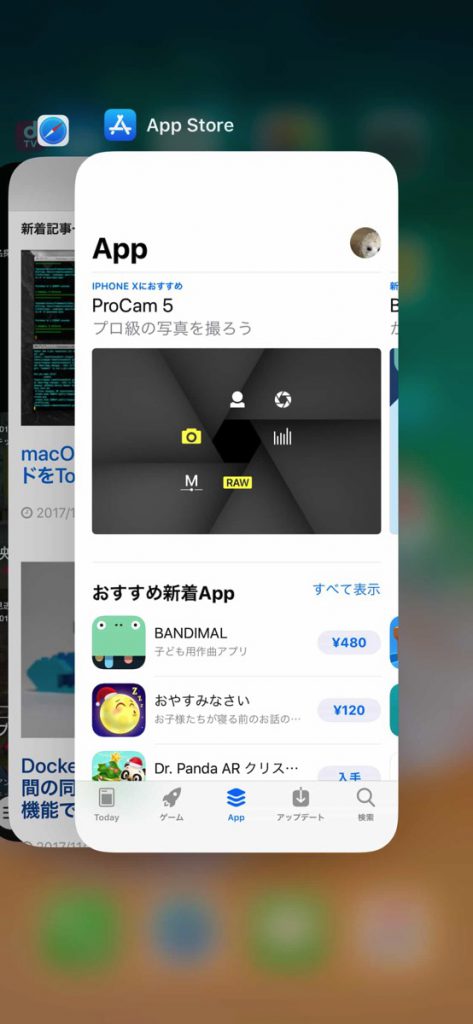 d
TV
App Store
新着記事
App
IPHONE Xにおすすめ
ProCam 5
プロ級の写真を撮ろう
M
RAW
macO
ドをTo
2017/1
おすすめ新着App
すべて表示
BANDIMAL
子ども用作曲アプリ
¥480
おやすみなさい
お子様たちが寝る前のお話の…
¥120
Dr. Panda AR クリス…
入手
Docke
間の同
機能で
2017/11
Today
ゲーム
App
アップデート
検索